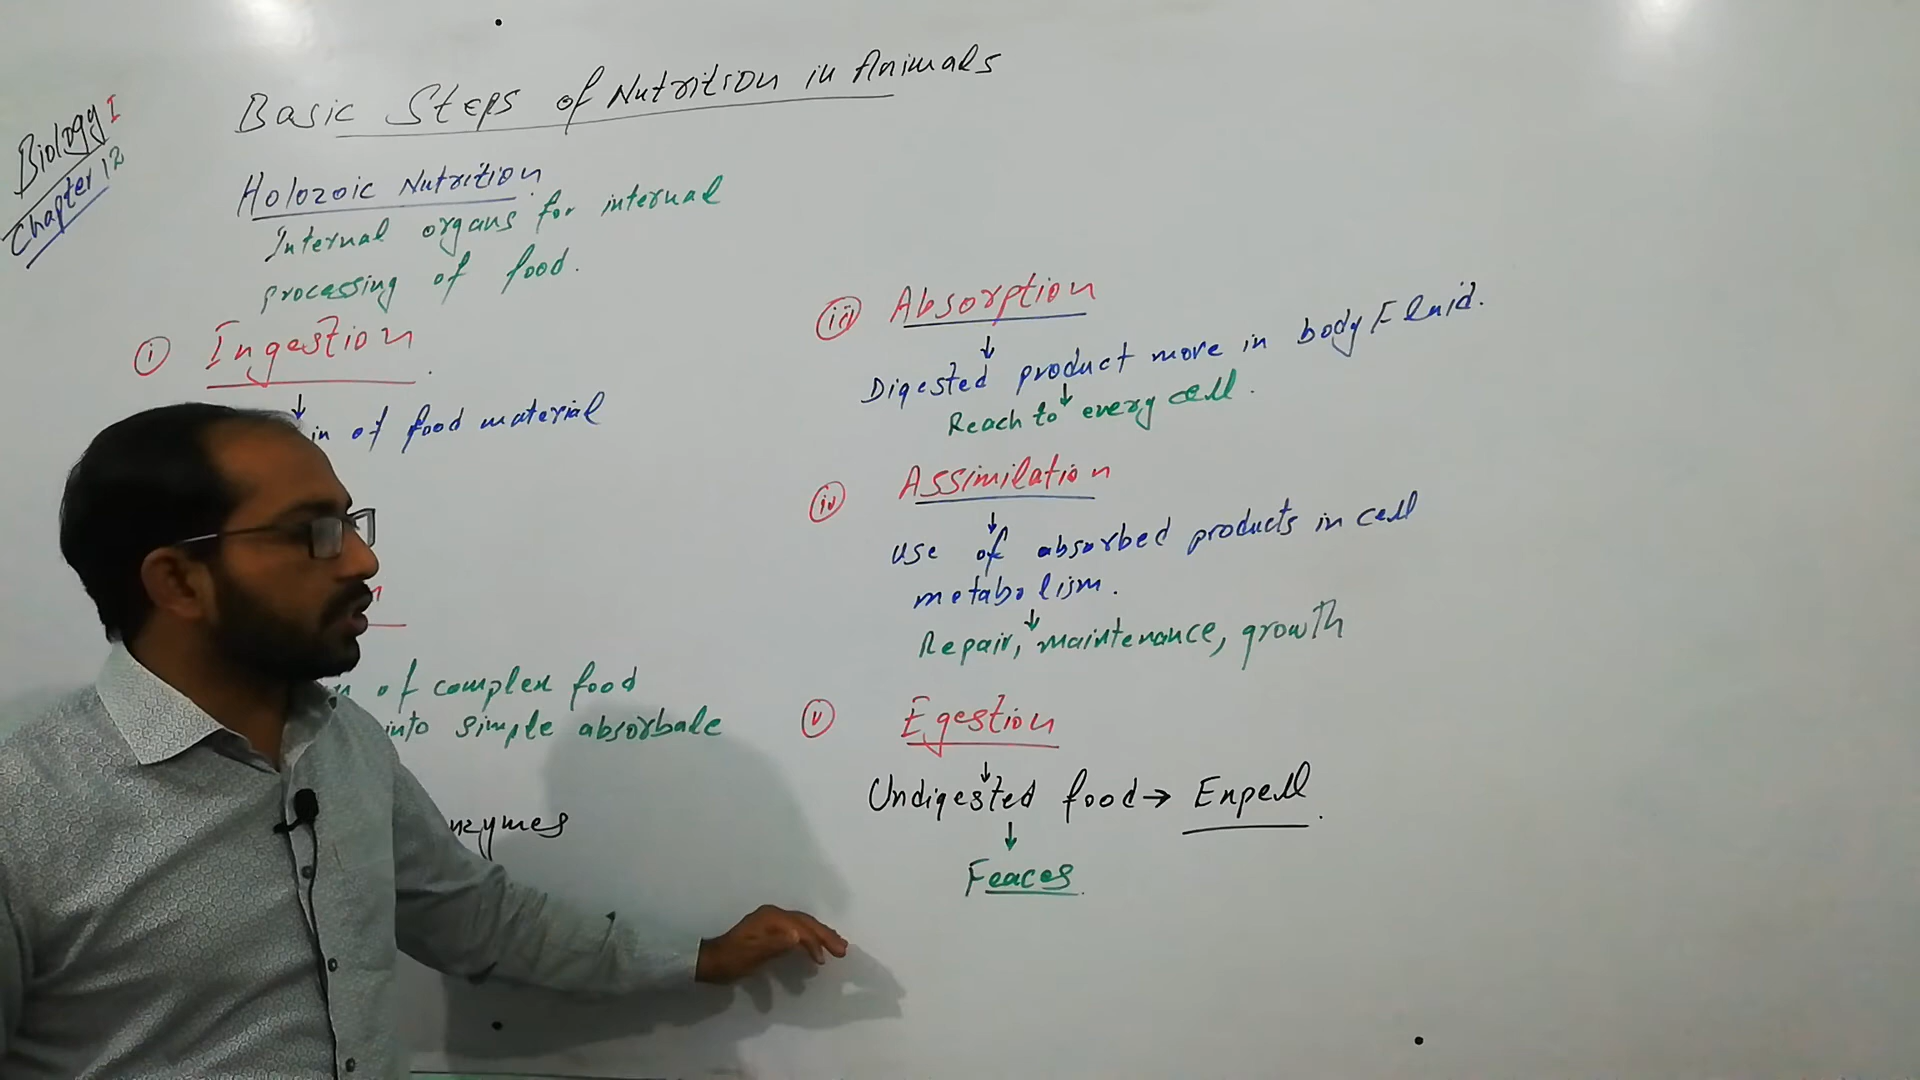 Biology I
Chapter 12
Basic Steps of Nutrition in Animals
Holozoic Nutrition
Internal organs for internal
processing of food.
(i) Ingestion
↓
in of food material
of complex food
into simple absorbale
nzymes
(iii) Absorption
↓
Digested product more in body Fluid.
↓
Reach to every cell.
(iv) Assimilation
↓
use of absorbed products in cell
metabolism.
↓
Repair, maintenance, growth
(v) Egestion
↓
Undigested food → Expell.
↓
Feaces.